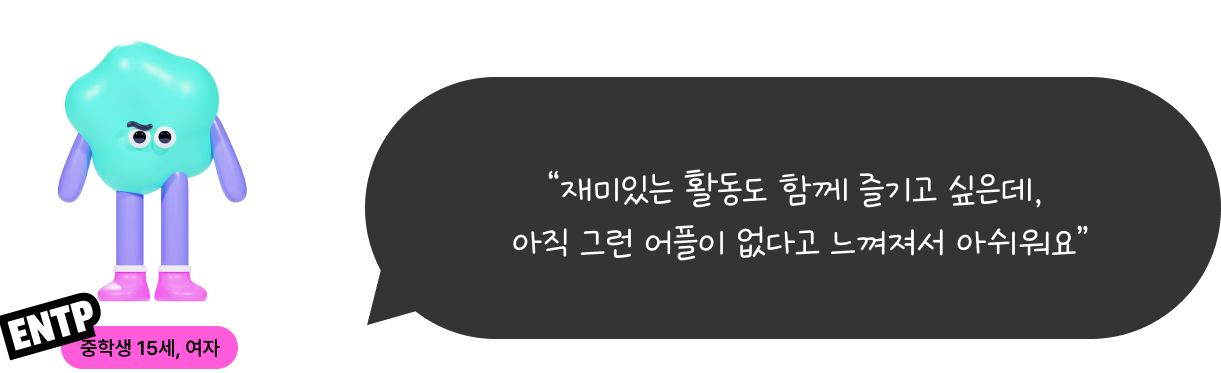 “재미있는 활동도 함께 즐기고 싶은데,
아직 그런 어플이 없다고 느껴져서 아쉬워요”
ENTP
중학생 15세, 여자